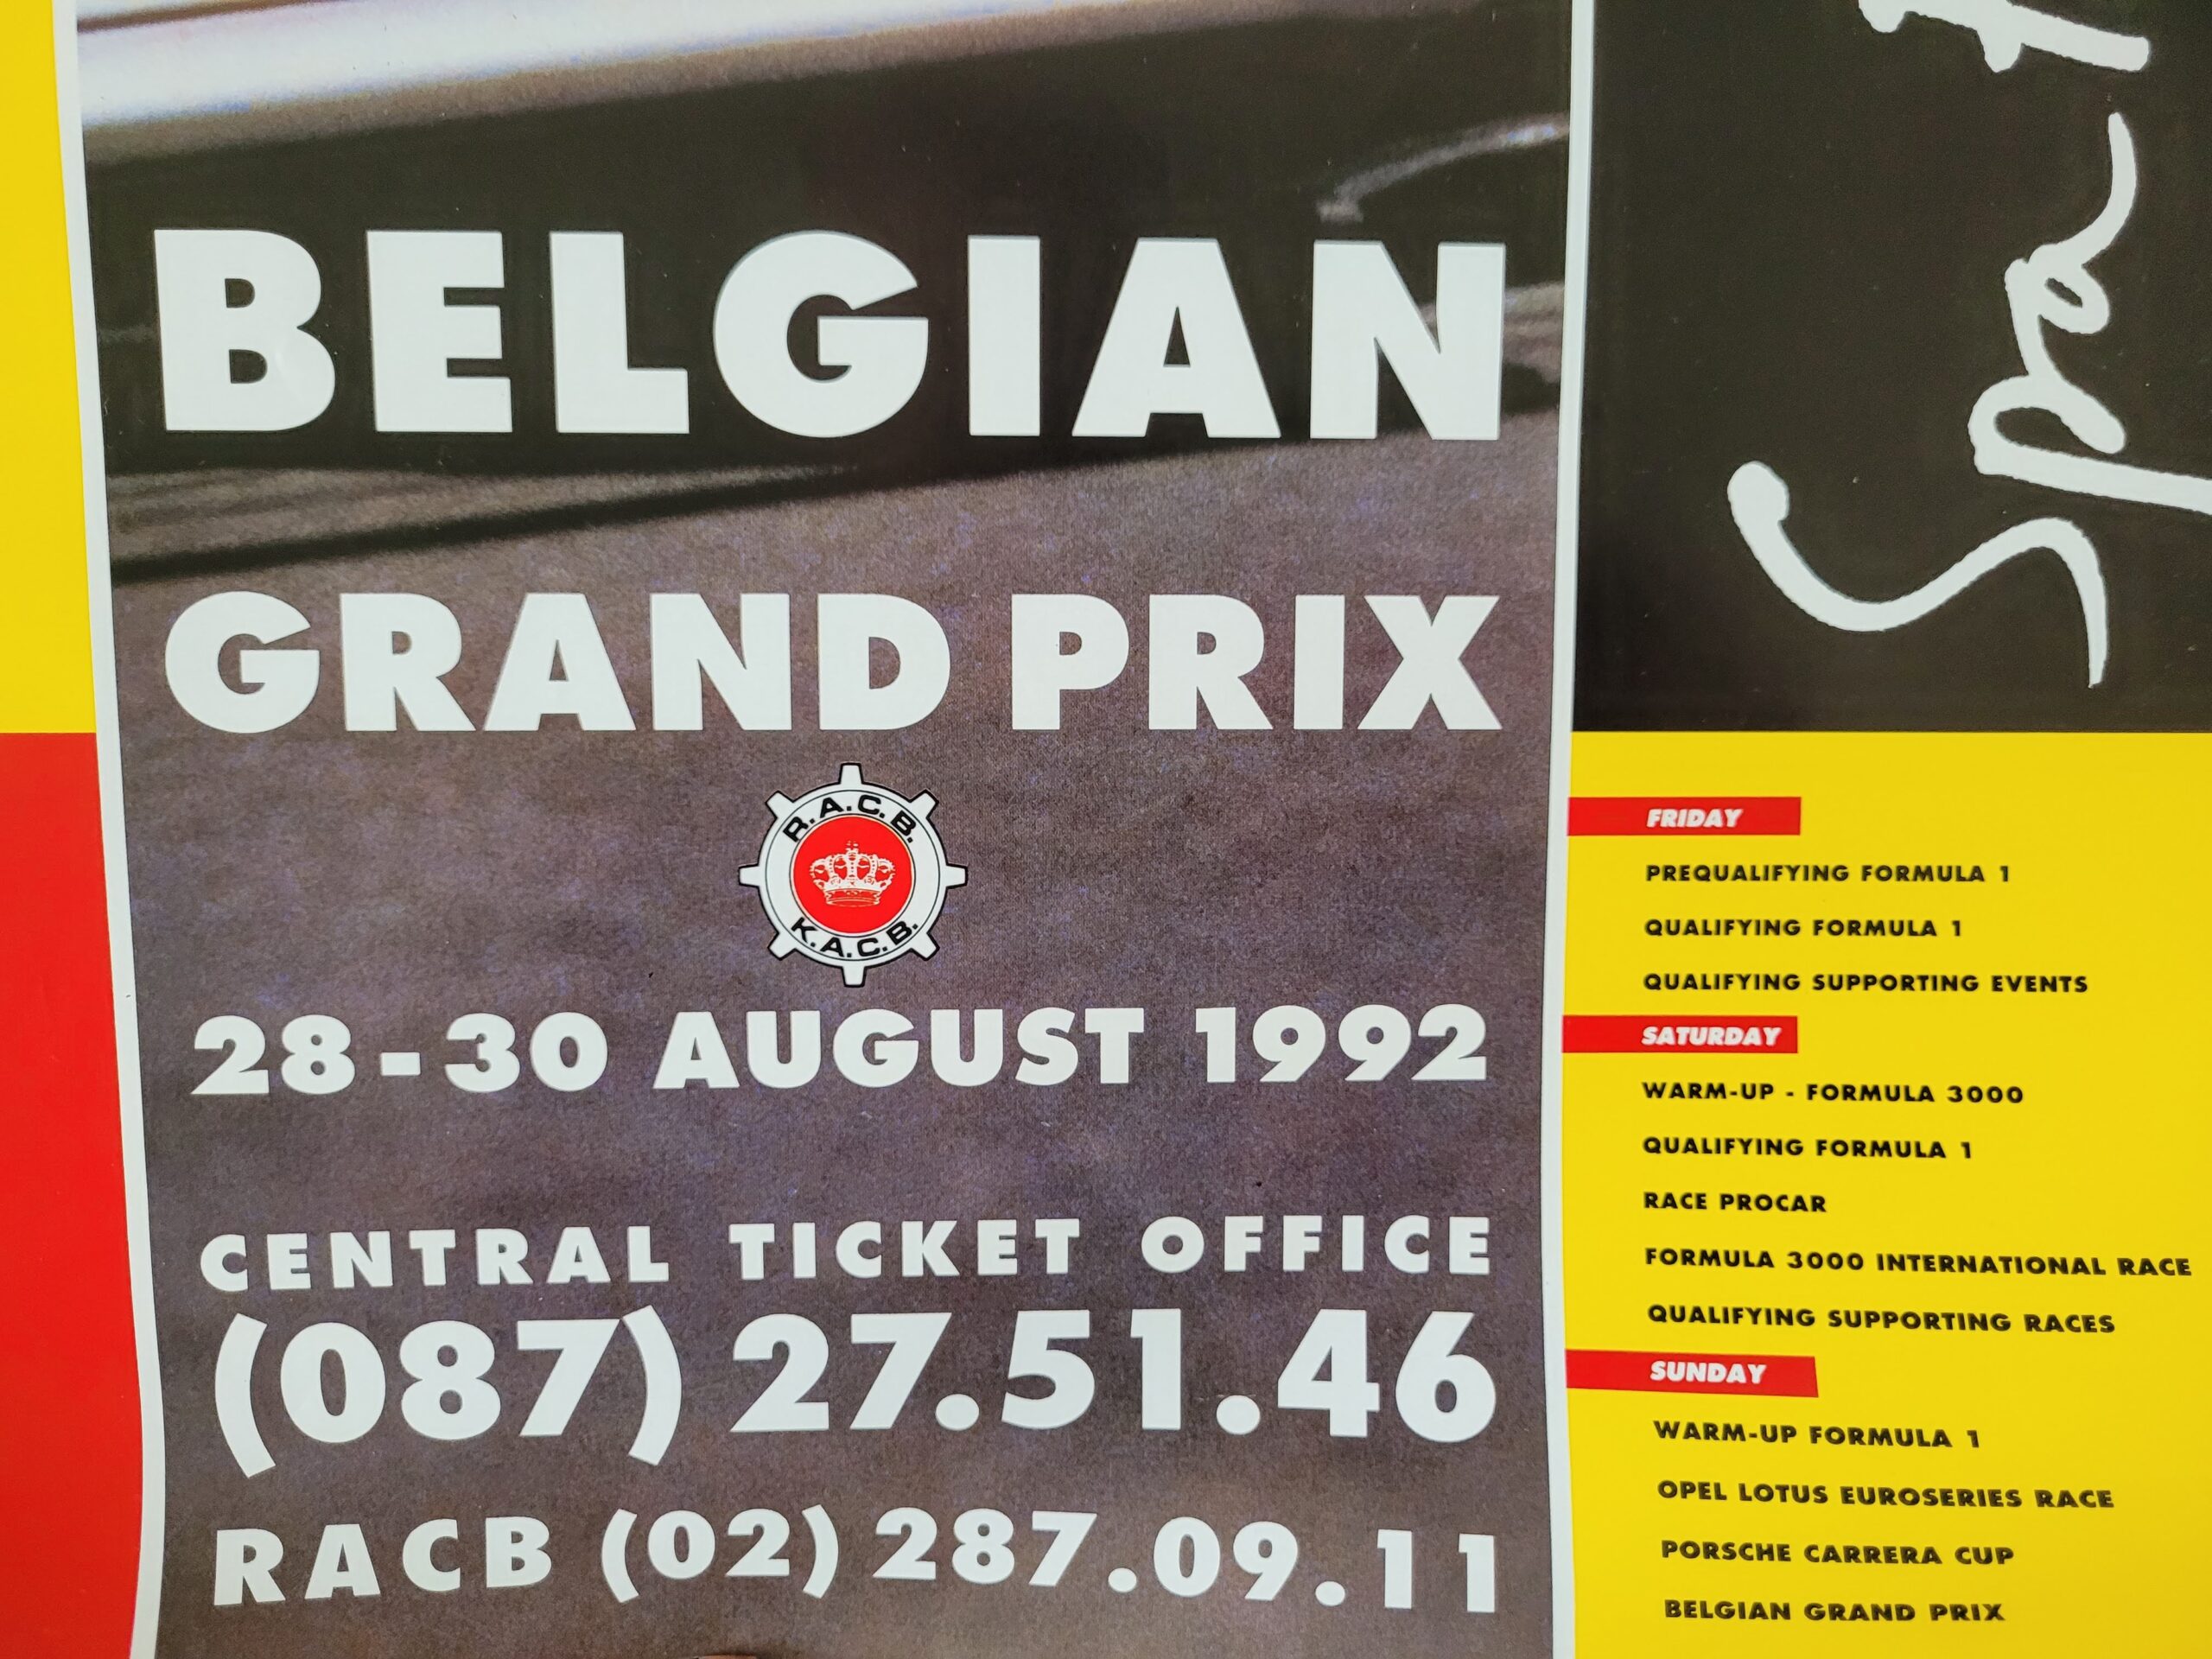 BELGIAN
GRAND PRIX
R.A.C.B.
K.A.C.B.
28-30 AUGUST 1992
CENTRAL TICKET OFFICE
(087) 27.51.46
RACB (02) 287.09.11
Spa
FRIDAY
PREQUALIFYING FORMULA 1
QUALIFYING FORMULA 1
QUALIFYING SUPPORTING EVENTS
SATURDAY
WARM-UP - FORMULA 3000
QUALIFYING FORMULA 1
RACE PROCAR
FORMULA 3000 INTERNATIONAL RACE
QUALIFYING SUPPORTING RACES
SUNDAY
WARM-UP FORMULA 1
OPEL LOTUS EUROSERIES RACE
PORSCHE CARRERA CUP
BELGIAN GRAND PRIX